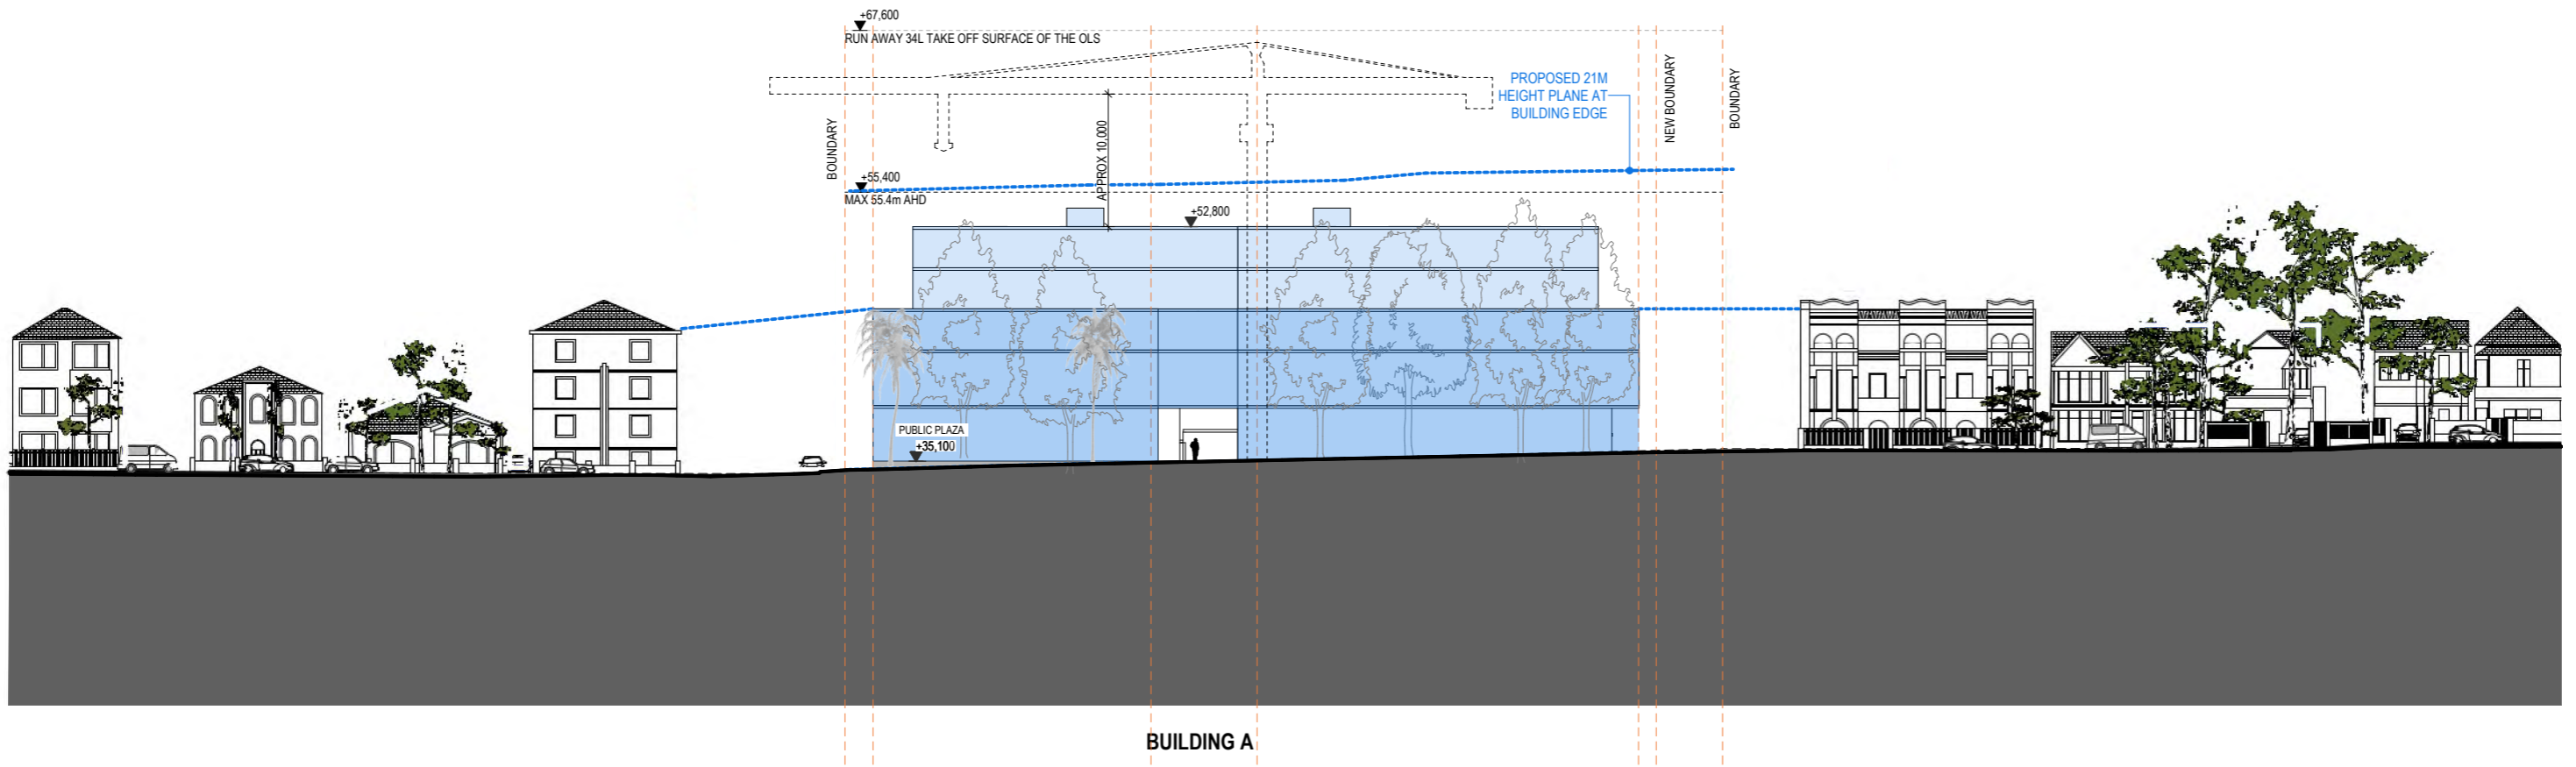 +67,600
RUN AWAY 34L TAKE OFF SURFACE OF THE OLS
PROPOSED 21M
HEIGHT PLANE AT
BUILDING EDGE
NEW BOUNDARY
BOUNDARY
BOUNDARY
APPROX 10,000
+55,400
MAX 55.4m AHD
+52,800
PUBLIC PLAZA
+35,100
BUILDING A